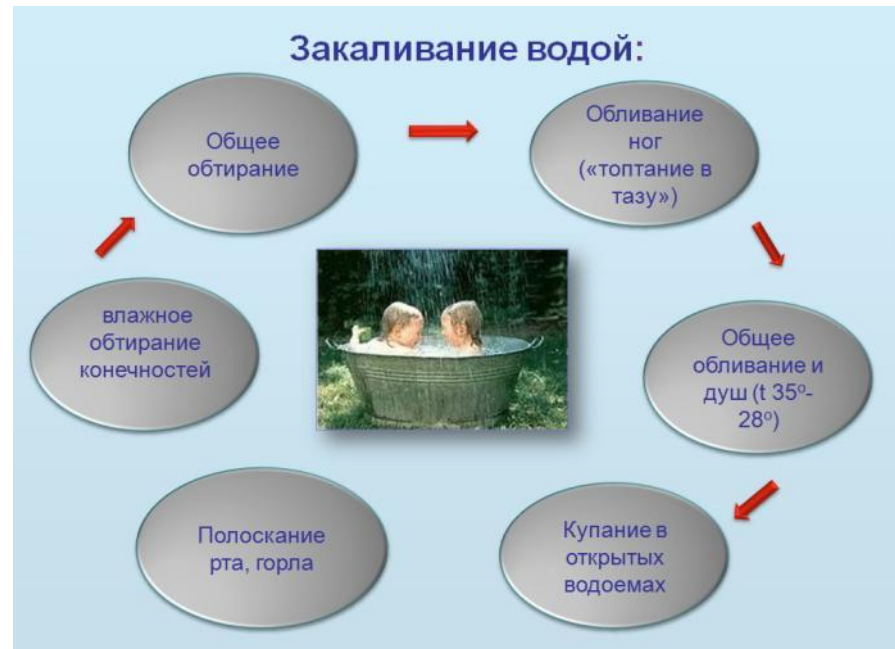 Закаливание водой:
Общее
обтирание
Обливание
ног
(«топтание в
тазу»)
влажное
обтирание
конечностей
Общее
обливание и
душ (t 35º-
28º)
Полоскание
рта, горла
Купание в
открытых
водоемах